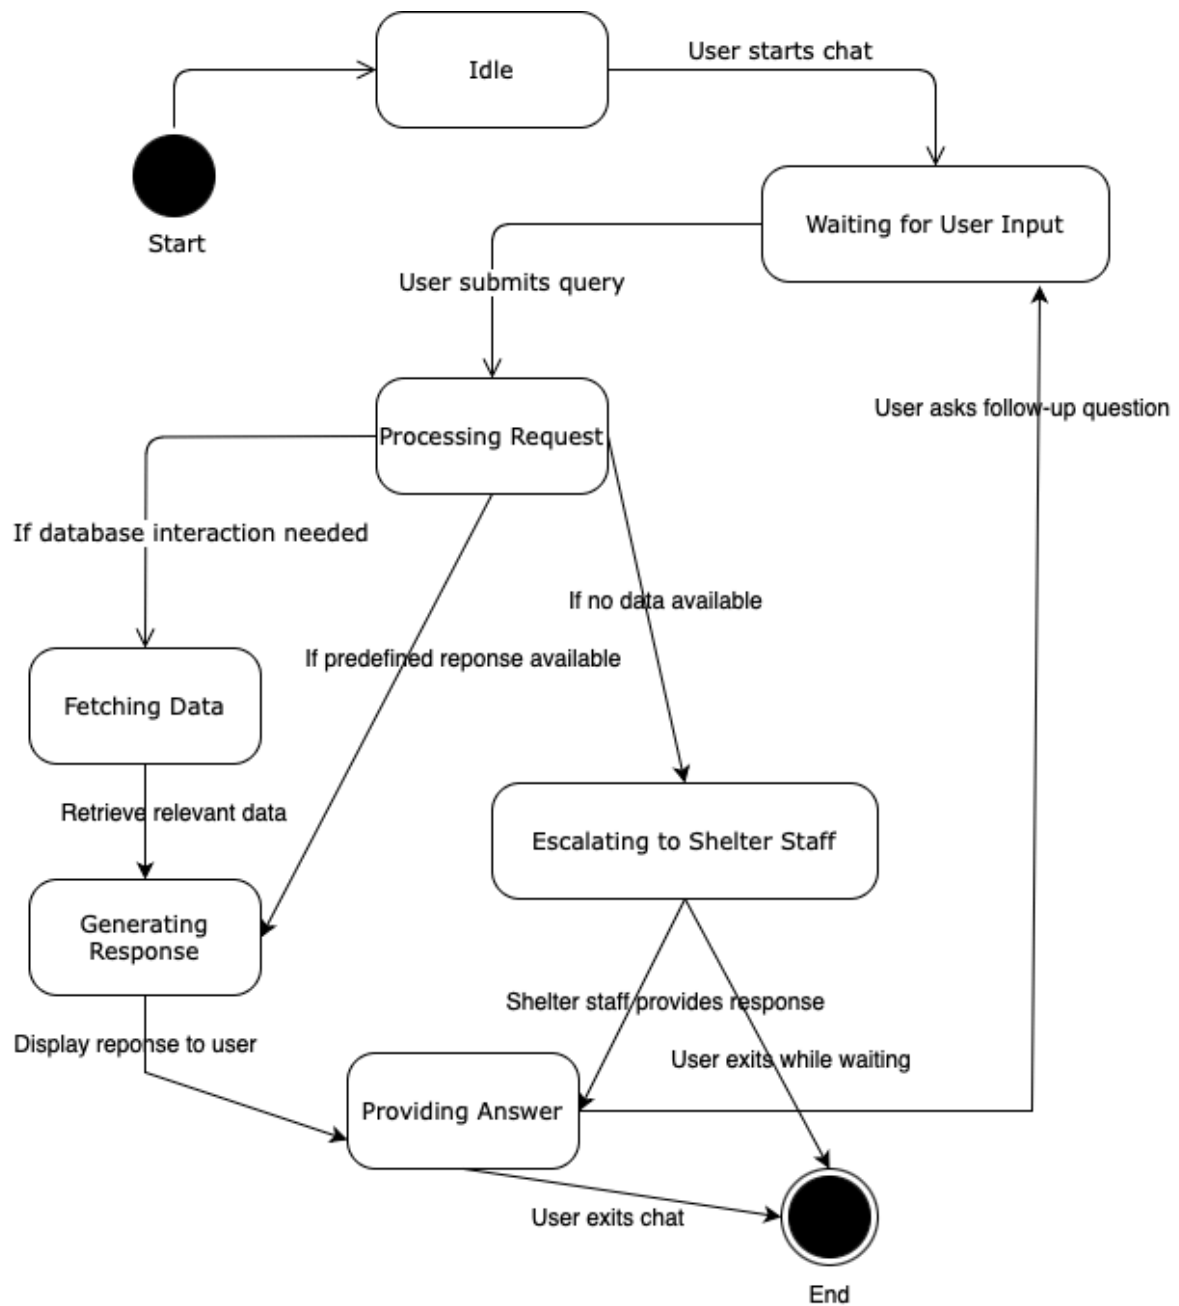 Idle
User starts chat
Start
Waiting for User Input
User submits query
User asks follow-up question
Processing Request
If database interaction needed
If no data available
If predefined reponse available
Fetching Data
Retrieve relevant data
Escalating to Shelter Staff
Generating
Response
Shelter staff provides response
Display reponse to user
User exits while waiting
Providing Answer
User exits chat
End